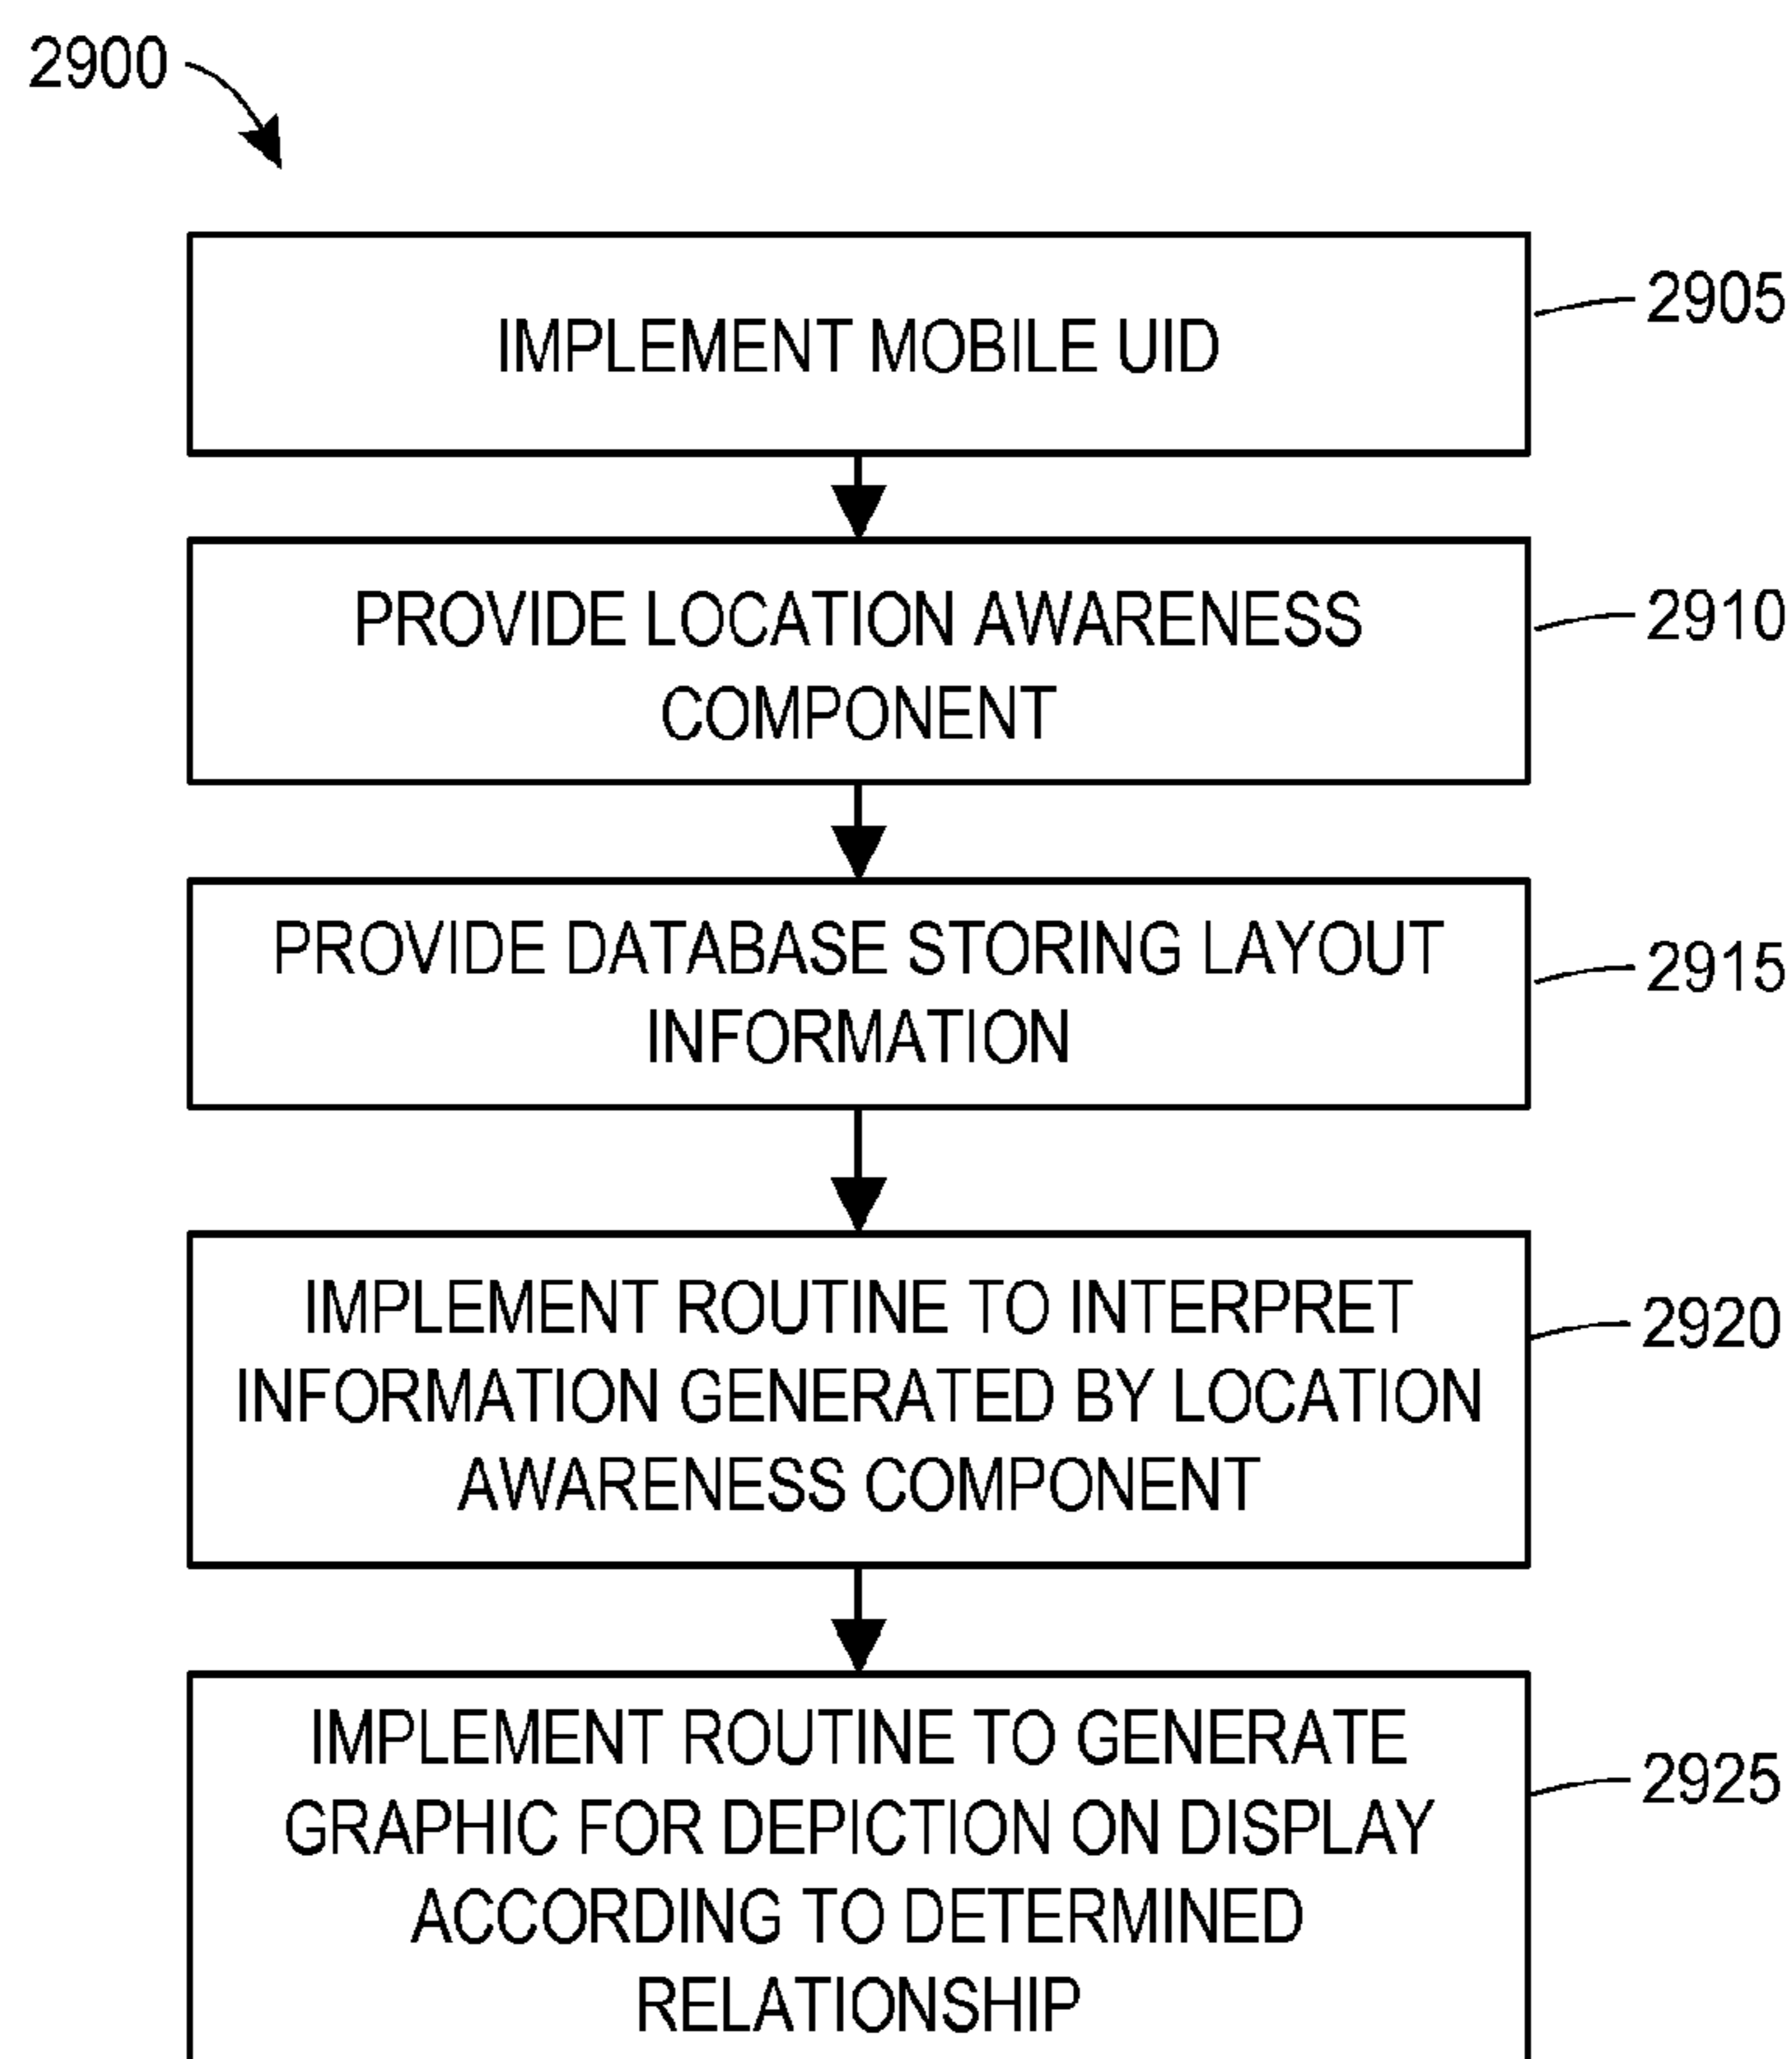 2900
IMPLEMENT MOBILE UID
2905
PROVIDE LOCATION AWARENESS
COMPONENT
2910
PROVIDE DATABASE STORING LAYOUT
INFORMATION
2915
IMPLEMENT ROUTINE TO INTERPRET
INFORMATION GENERATED BY LOCATION
AWARENESS COMPONENT
2920
IMPLEMENT ROUTINE TO GENERATE
GRAPHIC FOR DEPICTION ON DISPLAY
ACCORDING TO DETERMINED
RELATIONSHIP
2925